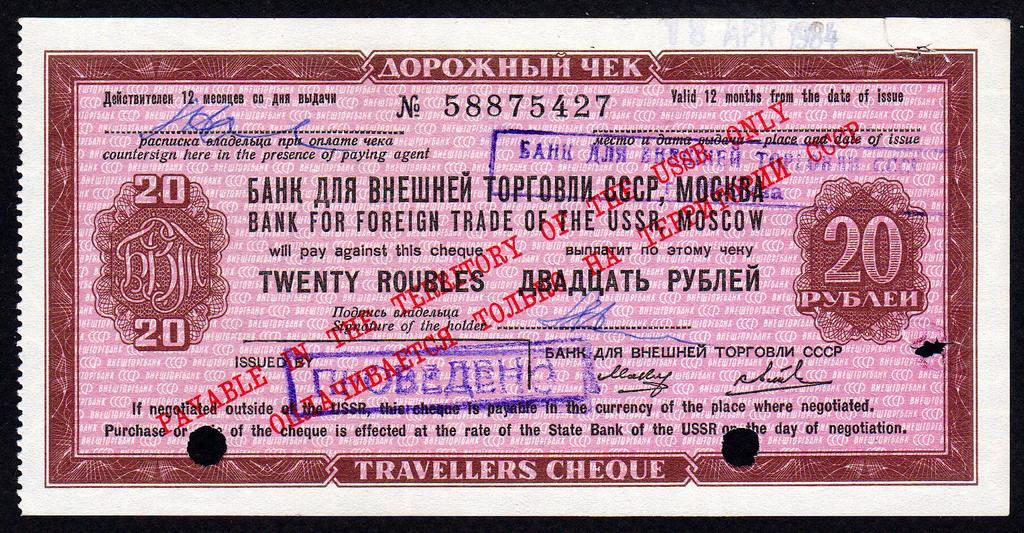 18 APR 1984
ДОРОЖНЫЙ ЧЕК
Действителен 12 месяцев со дня выдачи
№ 58875427
Valid 12 months from the date of issue
расписка владельца при оплате чека
countersign here in the presence of paying agent
место и дата выдачи - place and date of issue
БАНК ДЛЯ
20
БАНК ДЛЯ ВНЕШНЕЙ ТОРГОВЛИ СССР, МОСКВА
BANK FOR FOREIGN TRADE OF THE USSR, MOSCOW
will pay against this cheque
выплатит по этому чеку
TWENTY ROUBLES
ДВАДЦАТЬ РУБЛЕЙ
БВТ
20
20
РУБЛЕЙ
Подпись владельца
Signature of the holder
PAYABLE IN THE TERRITORY OF THE USSR ONLY
ОПЛАЧИВАЕТСЯ ТОЛЬКО НА ТЕРРИТОРИИ СССР
ISSUED BY
БАНК ДЛЯ ВНЕШНЕЙ ТОРГОВЛИ СССР
ПРОВЕДЕНО
If negotiated outside of the USSR, this cheque is payable in the currency of the place where negotiated.
Purchase of the cheque is effected at the rate of the State Bank of the USSR on the day of negotiation.
TRAVELLERS CHEQUE